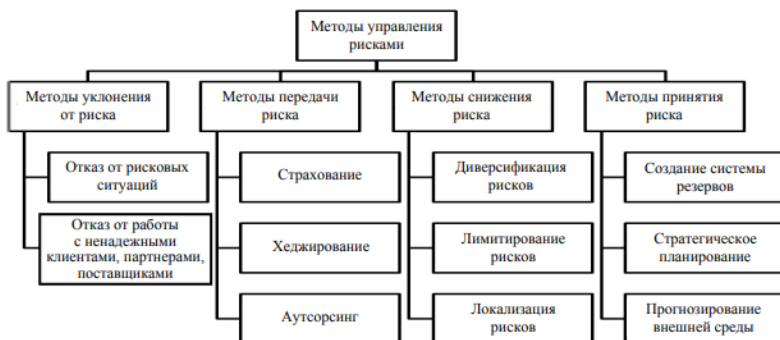 Методы управления
рисками
Методы уклонения
от риска
Методы передачи
риска
Методы снижения
риска
Методы принятия
риска
Отказ от рисковых
ситуаций
Отказ от работы
с ненадежными
клиентами, партнерами,
поставщиками
Страхование
Хеджирование
Аутсорсинг
Диверсификация
рисков
Лимитирование
рисков
Локализация
рисков
Создание системы
резервов
Стратегическое
планирование
Прогнозирование
внешней среды